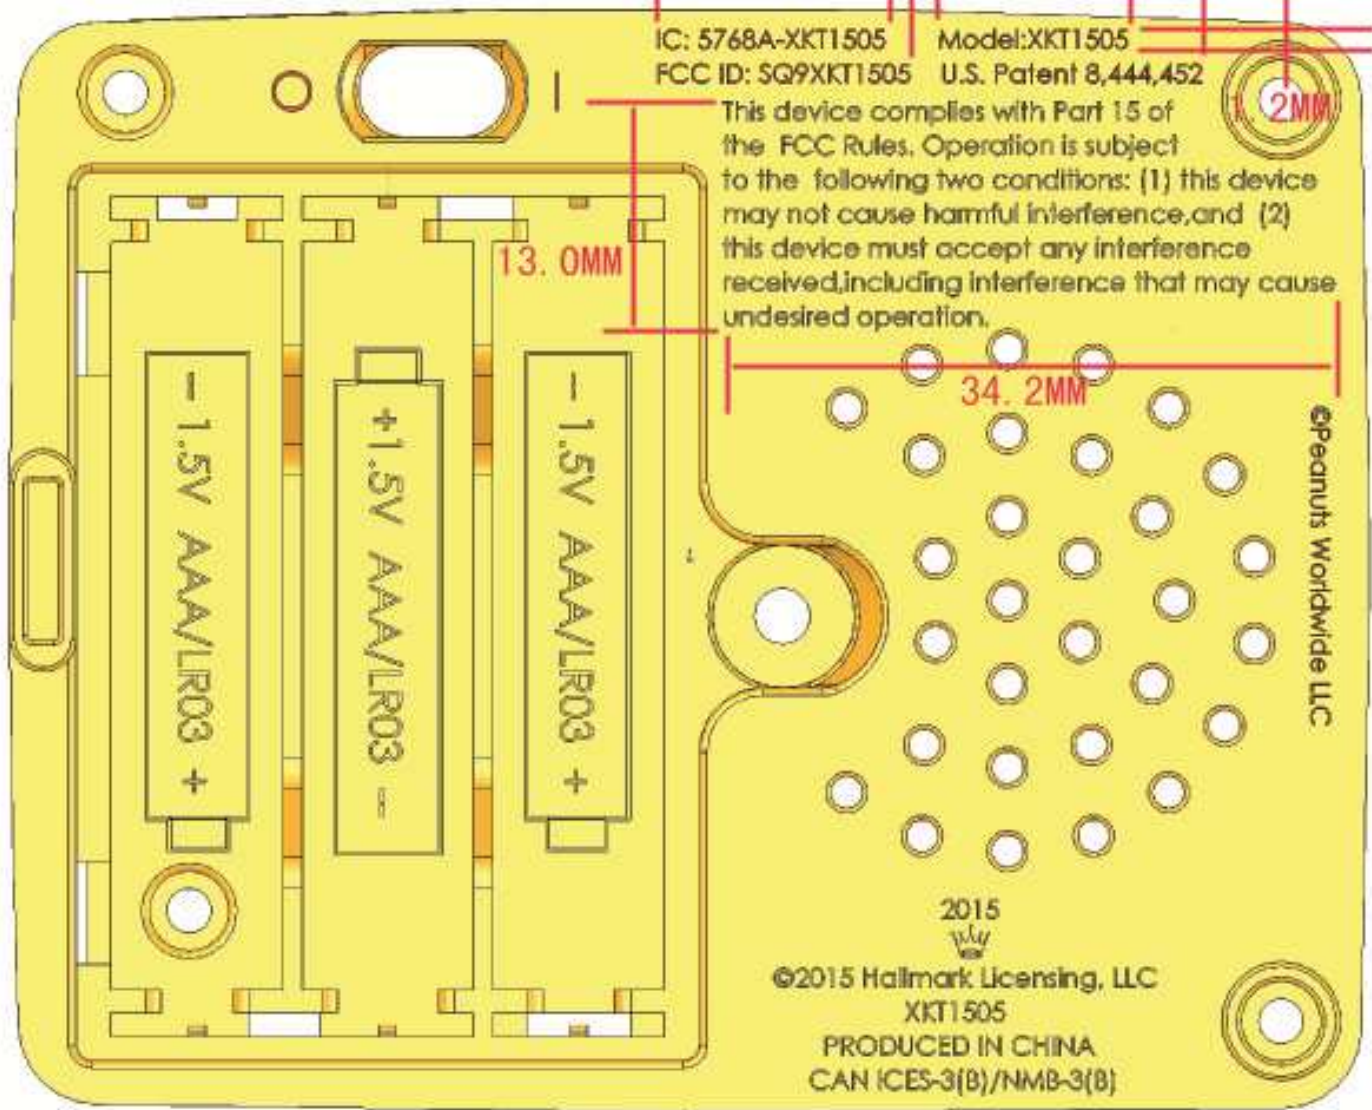 IC: 5768A-XKT1505 Model:XKT1505
FCC ID: SQ9XKT1505 U.S. Patent 8,444,452
This device complies with Part 15 of
the FCC Rules. Operation is subject
to the following two conditions: (1) this device
may not cause harmful interference,and (2)
this device must accept any interference
received,including interference that may cause
undesired operation.
1.2MM
13.0MM
34.2MM
- 1.5V AAA/LR03 +
+1.5V AAA/LR03 -
- 1.5V AAA/LR03 +
©Peanuts Worldwide LLC
2015
©2015 Hallmark Licensing, LLC
XKT1505
PRODUCED IN CHINA
CAN ICES-3(B)/NMB-3(B)